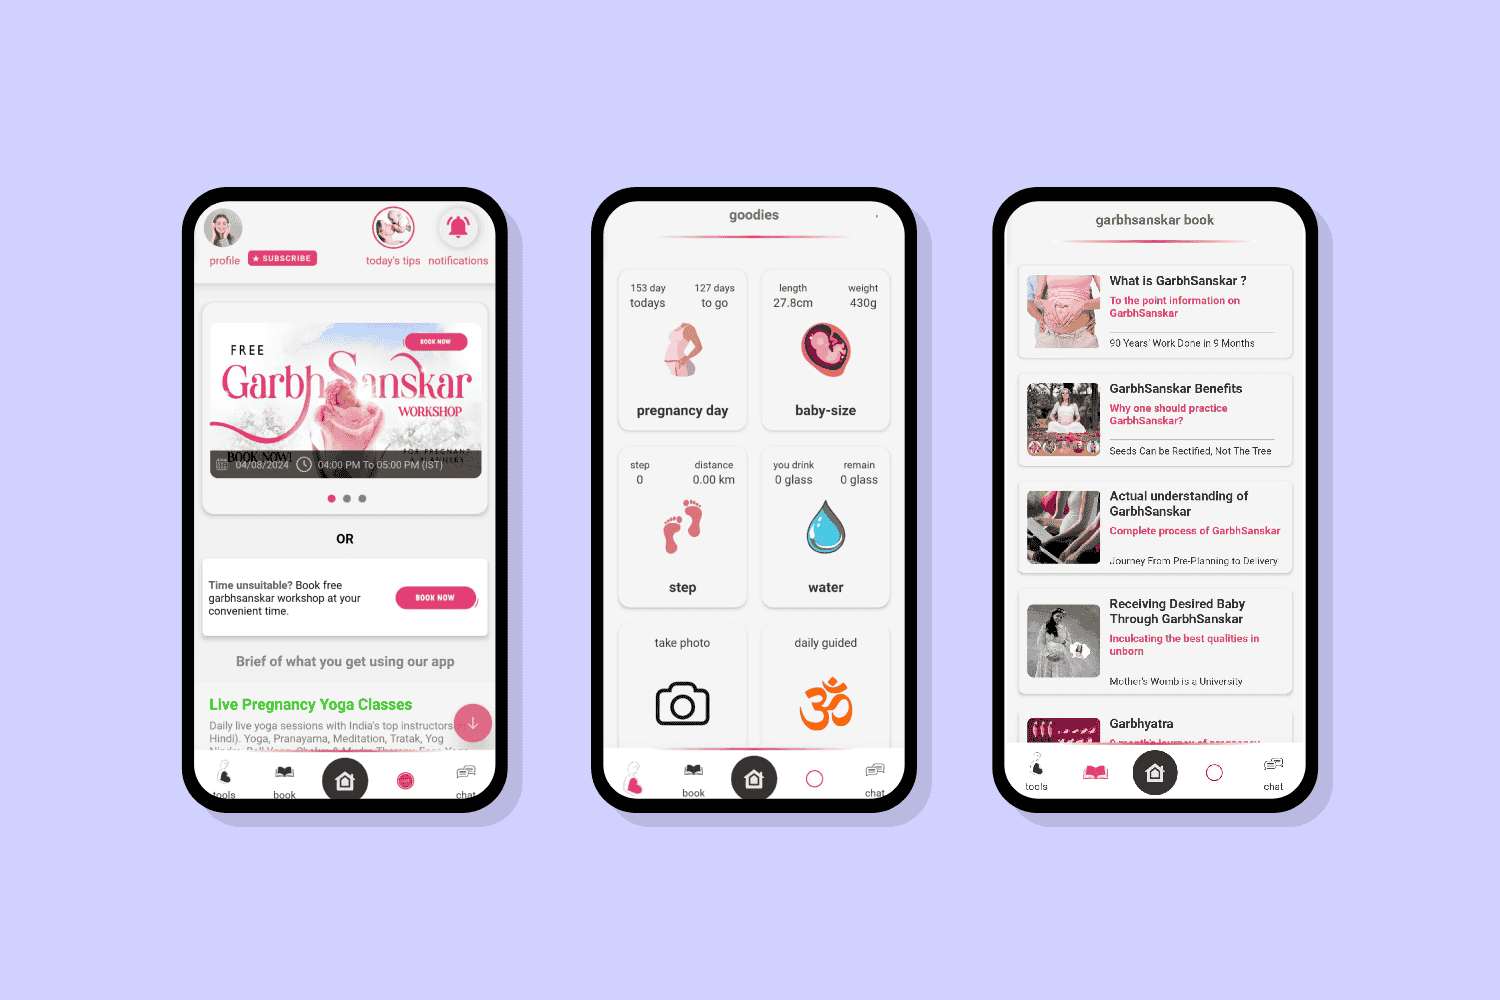 profile
★ SUBSCRIBE
today's tips
notifications
FREE
BOOK NOW
GarbhSanskar
WORKSHOP
FOR PREGNANT
BOOK NOW!
& PLANNERS
04/08/2024
04:00 PM To 05:00 PM (IST)
OR
Time unsuitable? Book free
garbhsanskar workshop at your
convenient time.
BOOK NOW
Brief of what you get using our app
Live Pregnancy Yoga Classes
Daily live yoga sessions with India's top instructors
Hindi). Yoga, Pranayama, Meditation, Tratak, Yog
tools
book
chat
goodies
153 day
todays
127 days
to go
pregnancy day
length
27.8cm
weight
430g
baby-size
step
0
distance
0.00 km
step
you drink
0 glass
remain
0 glass
water
take photo
daily guided
ॐ
book
chat
garbhsanskar book
What is GarbhSanskar ?
To the point information on
GarbhSanskar
90 Years' Work Done in 9 Months
GarbhSanskar Benefits
Why one should practice
GarbhSanskar?
Seeds Can be Rectified, Not The Tree
Actual understanding of
GarbhSanskar
Complete process of GarbhSanskar
Journey From Pre-Planning to Delivery
Receiving Desired Baby
Through GarbhSanskar
Inculcating the best qualities in
unborn
Mother's Womb is a University
Garbhyatra
9 month's journey of pregnancy
tools
chat